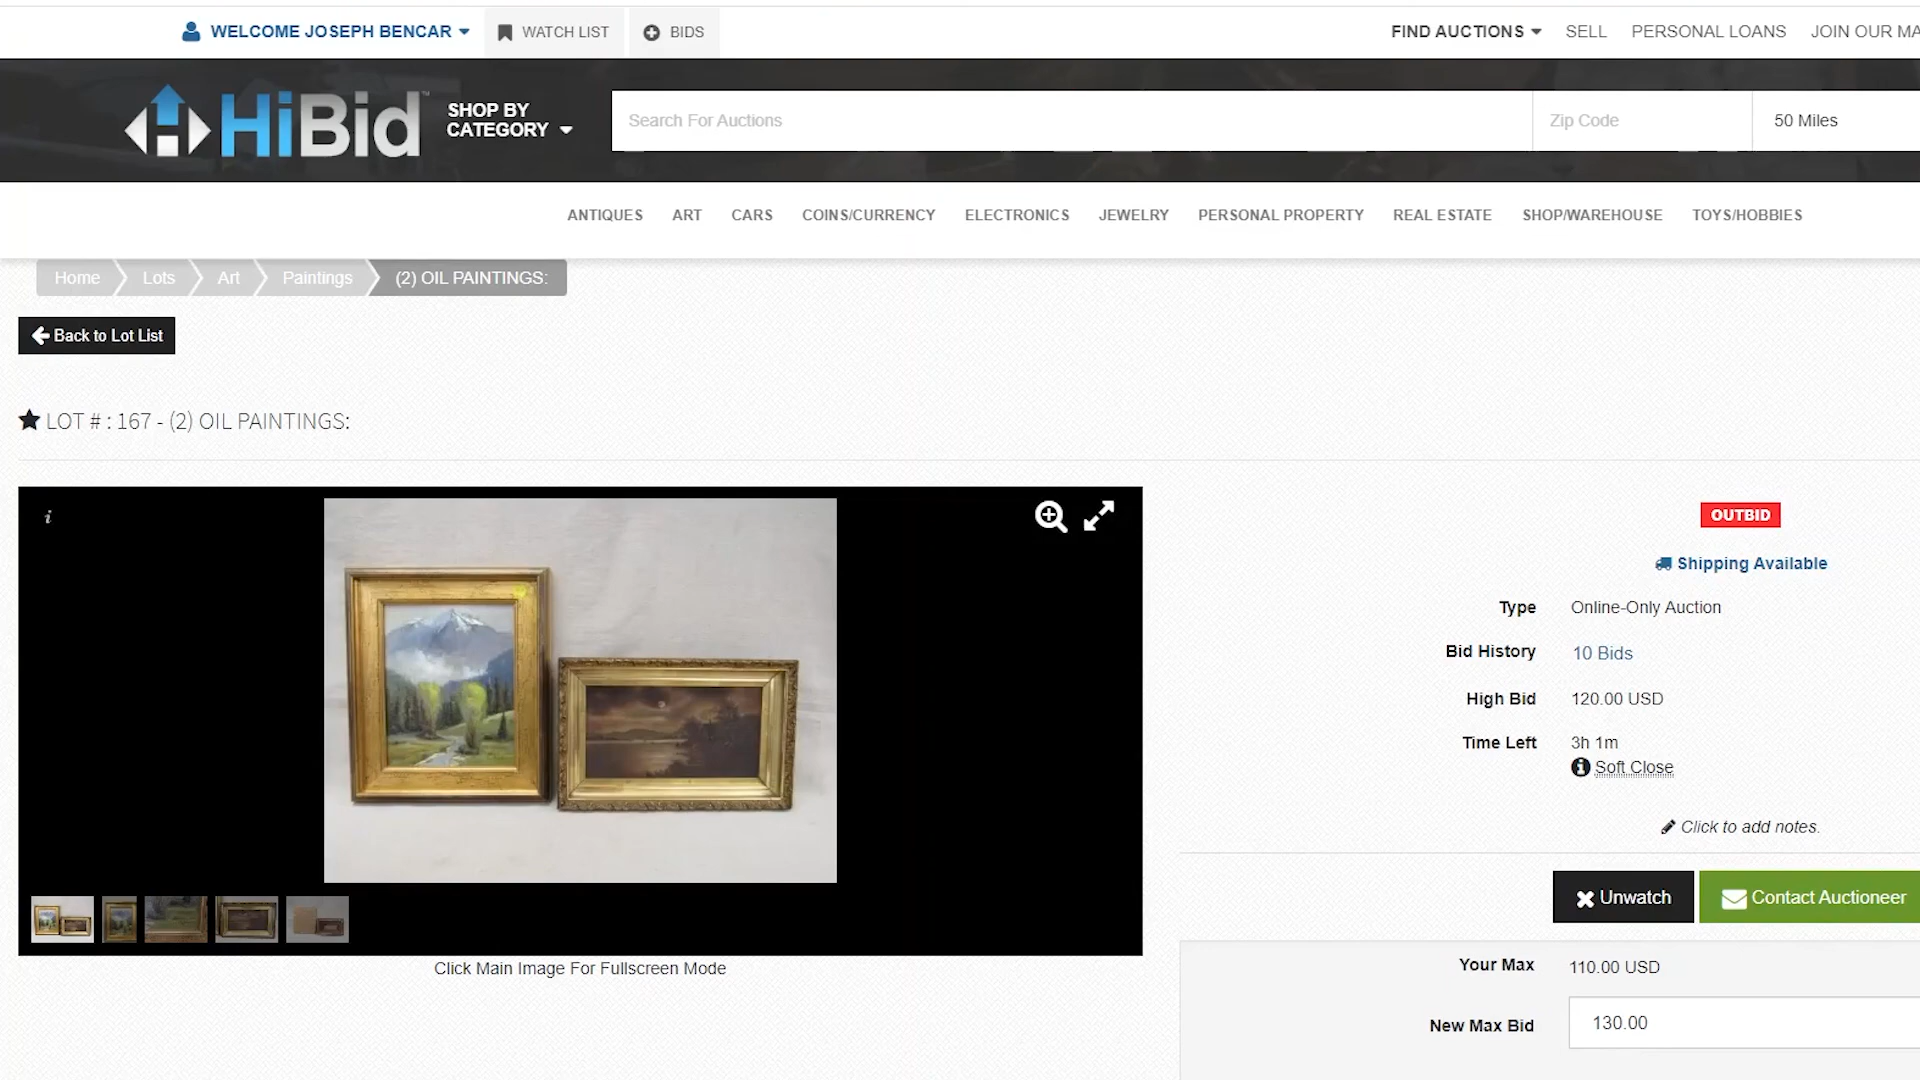 WELCOME JOSEPH BENCAR
WATCH LIST
BIDS
FIND AUCTIONS
SELL
PERSONAL LOANS
JOIN OUR MA
HiBid™
SHOP BY
CATEGORY
Search For Auctions
Zip Code
50 Miles
ANTIQUES
ART
CARS
COINS/CURRENCY
ELECTRONICS
JEWELRY
PERSONAL PROPERTY
REAL ESTATE
SHOP/WAREHOUSE
TOYS/HOBBIES
Home
Lots
Art
Paintings
(2) OIL PAINTINGS:
Back to Lot List
LOT # : 167 - (2) OIL PAINTINGS:
i
OUTBID
Shipping Available
Type Online-Only Auction
Bid History 10 Bids
High Bid 120.00 USD
Time Left 3h 1m
Soft Close
Click to add notes.
Unwatch
Contact Auctioneer
Click Main Image For Fullscreen Mode
Your Max 110.00 USD
New Max Bid 130.00